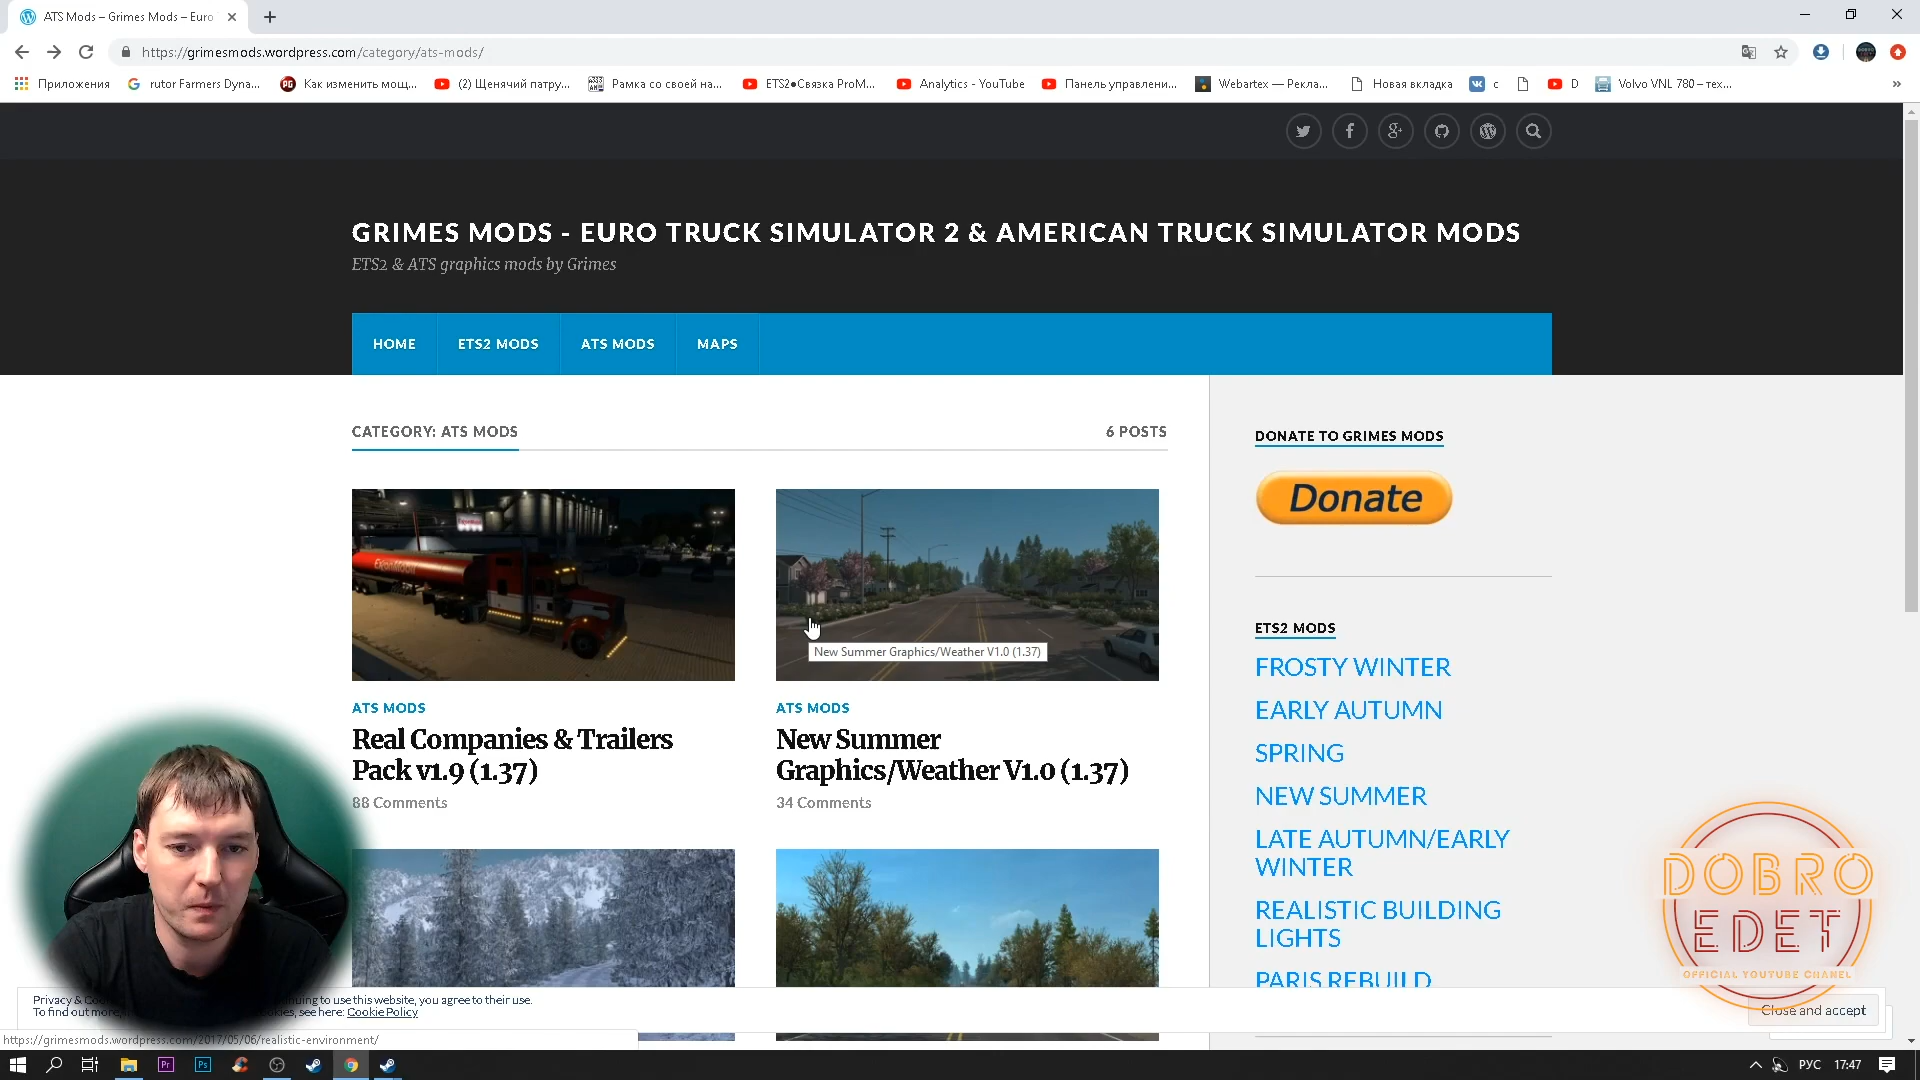 ATS Mods – Grimes Mods – Euro
https://grimesmods.wordpress.com/category/ats-mods/
Приложения
rutor Farmers Dyna...
Как изменить мощ...
(2) Щенячий патру...
Рамка со своей на...
ETS2●Связка ProM...
Analytics - YouTube
Панель управлени...
Webartex — Рекла...
Новая вкладка
с
D
Volvo VNL 780 – тех...
GRIMES MODS - EURO TRUCK SIMULATOR 2 & AMERICAN TRUCK SIMULATOR MODS
ETS2 & ATS graphics mods by Grimes
HOME
ETS2 MODS
ATS MODS
MAPS
CATEGORY: ATS MODS
6 POSTS
New Summer Graphics/Weather V1.0 (1.37)
ATS MODS
Real Companies & Trailers
Pack v1.9 (1.37)
88 Comments
ATS MODS
New Summer
Graphics/Weather V1.0 (1.37)
34 Comments
DONATE TO GRIMES MODS
Donate
ETS2 MODS
FROSTY WINTER
EARLY AUTUMN
SPRING
NEW SUMMER
LATE AUTUMN/EARLY
WINTER
REALISTIC BUILDING
LIGHTS
PARIS REBUILD
DOBRO
EDET
OFFICIAL YOUTUBE CHANEL
Privacy & Coo
nuing to use this website, you agree to their use.
To find out more,
okies, see here: Cookie Policy
Close and accept
https://grimesmods.wordpress.com/2017/05/06/realistic-environment/
Pr
Ps
РУС
17:47